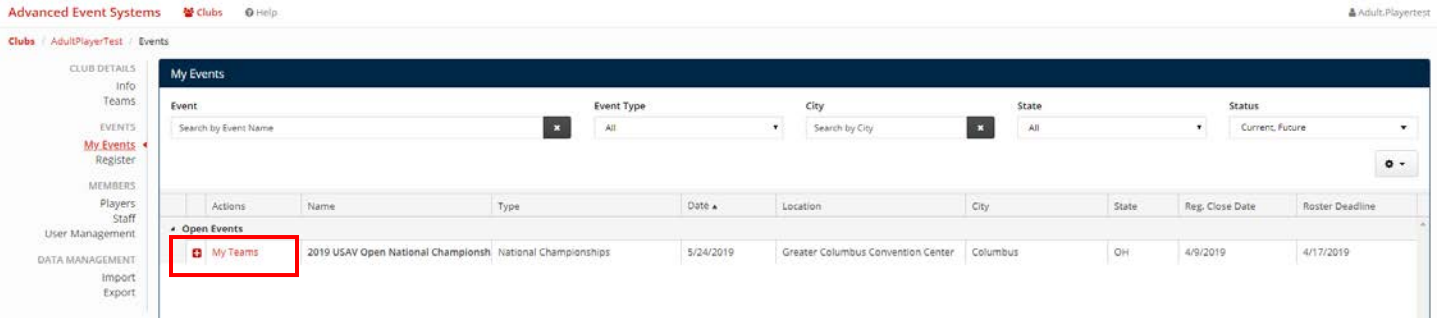 Advanced Event Systems Clubs Help Adult.Playertest
Clubs / AdultPlayerTest / Events
CLUB DETAILS
Info
Teams
EVENTS
My Events
Register
MEMBERS
Players
Staff
User Management
DATA MANAGEMENT
Import
Export
My Events
Event Event Type City State Status
Search by Event Name All Search by City All Current, Future
Actions Name Type Date Location City State Reg. Close Date Roster Deadline
Open Events
My Teams 2019 USAV Open National Championsh National Championships 5/24/2019 Greater Columbus Convention Center Columbus OH 4/9/2019 4/17/2019